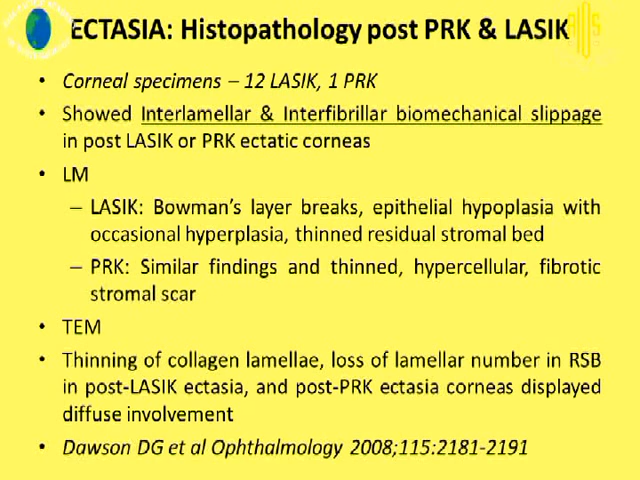 ECTASIA: Histopathology post PRK & LASIK
• Corneal specimens – 12 LASIK, 1 PRK
• Showed Interlamellar & Interfibrillar biomechanical slippage
in post LASIK or PRK ectatic corneas
• LM
– LASIK: Bowman's layer breaks, epithelial hypoplasia with
occasional hyperplasia, thinned residual stromal bed
– PRK: Similar findings and thinned, hypercellular, fibrotic
stromal scar
• TEM
• Thinning of collagen lamellae, loss of lamellar number in RSB
in post-LASIK ectasia, and post-PRK ectasia corneas displayed
diffuse involvement
• Dawson DG et al Ophthalmology 2008;115:2181-2191